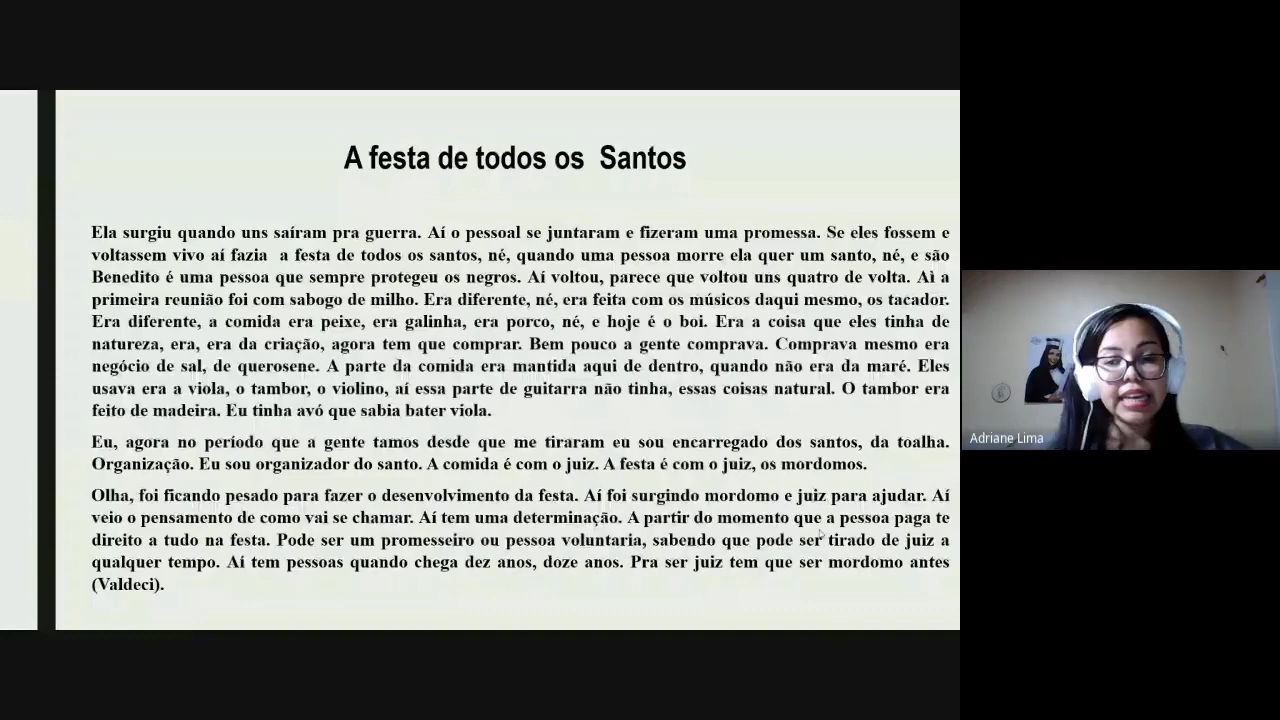 A festa de todos os Santos
Ela surgiu quando uns saíram pra guerra. Aí o pessoal se juntaram e fizeram uma promessa. Se eles fossem e
voltassem vivo aí fazia a festa de todos os santos, né, quando uma pessoa morre ela quer um santo, né, e são
Benedito é uma pessoa que sempre protegeu os negros. Aí voltou, parece que voltou uns quatro de volta. Aì a
primeira reunião foi com sabogo de milho. Era diferente, né, era feita com os músicos daqui mesmo, os tacador.
Era diferente, a comida era peixe, era galinha, era porco, né, e hoje é o boi. Era a coisa que eles tinha de
natureza, era, era da criação, agora tem que comprar. Bem pouco a gente comprava. Comprava mesmo era
negócio de sal, de querosene. A parte da comida era mantida aqui de dentro, quando não era da maré. Eles
usava era a viola, o tambor, o violino, aí essa parte de guitarra não tinha, essas coisas natural. O tambor era
feito de madeira. Eu tinha avó que sabia bater viola.
Eu, agora no período que a gente tamos desde que me tiraram eu sou encarregado dos santos, da toalha.
Organização. Eu sou organizador do santo. A comida é com o juiz. A festa é com o juiz, os mordomos.
Olha, foi ficando pesado para fazer o desenvolvimento da festa. Aí foi surgindo mordomo e juiz para ajudar. Aí
veio o pensamento de como vai se chamar. Aí tem uma determinação. A partir do momento que a pessoa paga te
direito a tudo na festa. Pode ser um promesseiro ou pessoa voluntaria, sabendo que pode ser tirado de juiz a
qualquer tempo. Aí tem pessoas quando chega dez anos, doze anos. Pra ser juiz tem que ser mordomo antes
(Valdeci).
Adriane Lima